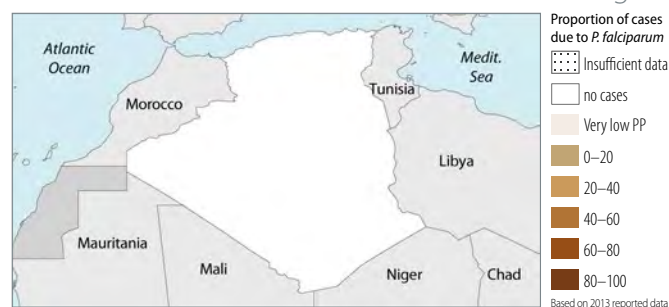 Proportion of cases
due to P. falciparum
Insufficient data
no cases
Very low PP
0–20
20–40
40–60
60–80
80–100
Based on 2013 reported data
Atlantic
Ocean
Medit.
Sea
Morocco
Tunisia
Libya
Mauritania
Mali
Niger
Chad